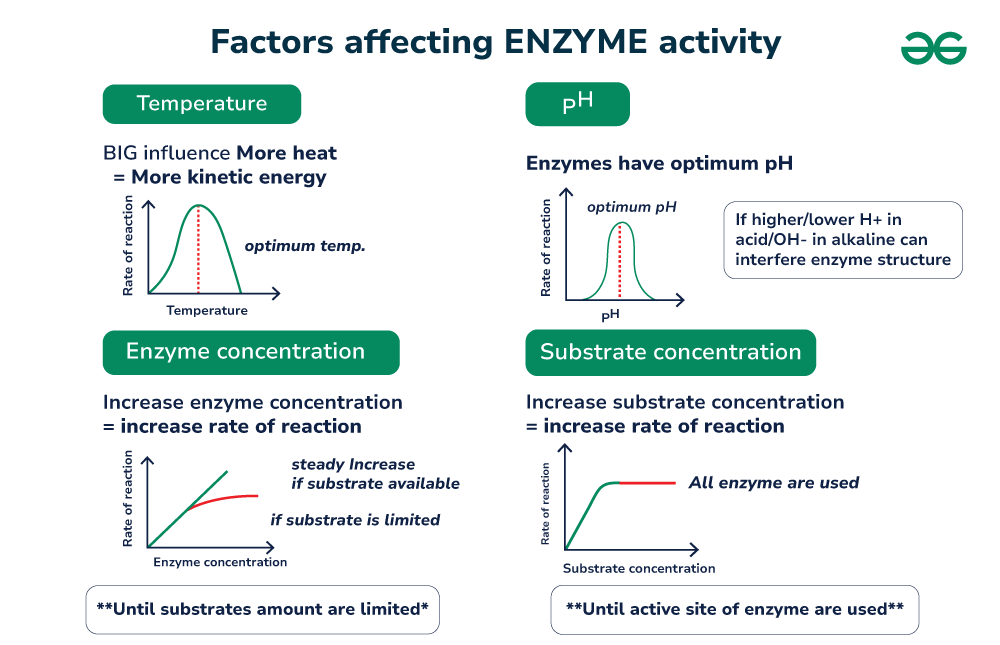 Factors affecting ENZYME activity
Temperature
BIG influence More heat
= More kinetic energy
Rate of reaction
optimum temp.
Temperature
PH
Enzymes have optimum pH
Rate of reaction
optimum pH
PH
If higher/lower H+ in
acid/OH- in alkaline can
interfere enzyme structure
Enzyme concentration
Increase enzyme concentration
= increase rate of reaction
Rate of reaction
steady Increase
if substrate available
if substrate is limited
Enzyme concentration
**Until substrates amount are limited*
Substrate concentration
Increase substrate concentration
= increase rate of reaction
Rate of reaction
All enzyme are used
Substrate concentration
**Until active site of enzyme are used**